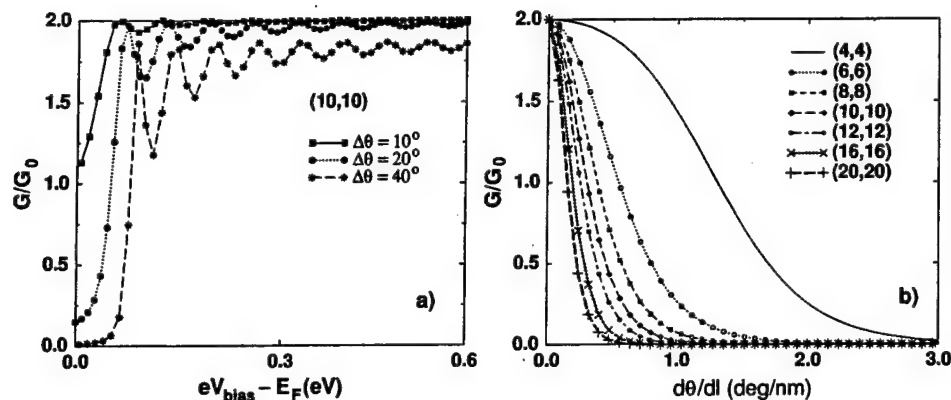 2.0
1.5
1.0
0.5
0.0
G/G0
(10,10)
Δθ = 10°
Δθ = 20°
Δθ = 40°
a)
0.0
0.3
0.6
eVbias − EF(eV)
2.0
1.5
1.0
0.5
0.0
G/G0
(4,4)
(6,6)
(8,8)
(10,10)
(12,12)
(16,16)
(20,20)
b)
0.0
1.0
2.0
3.0
dθ/dl (deg/nm)